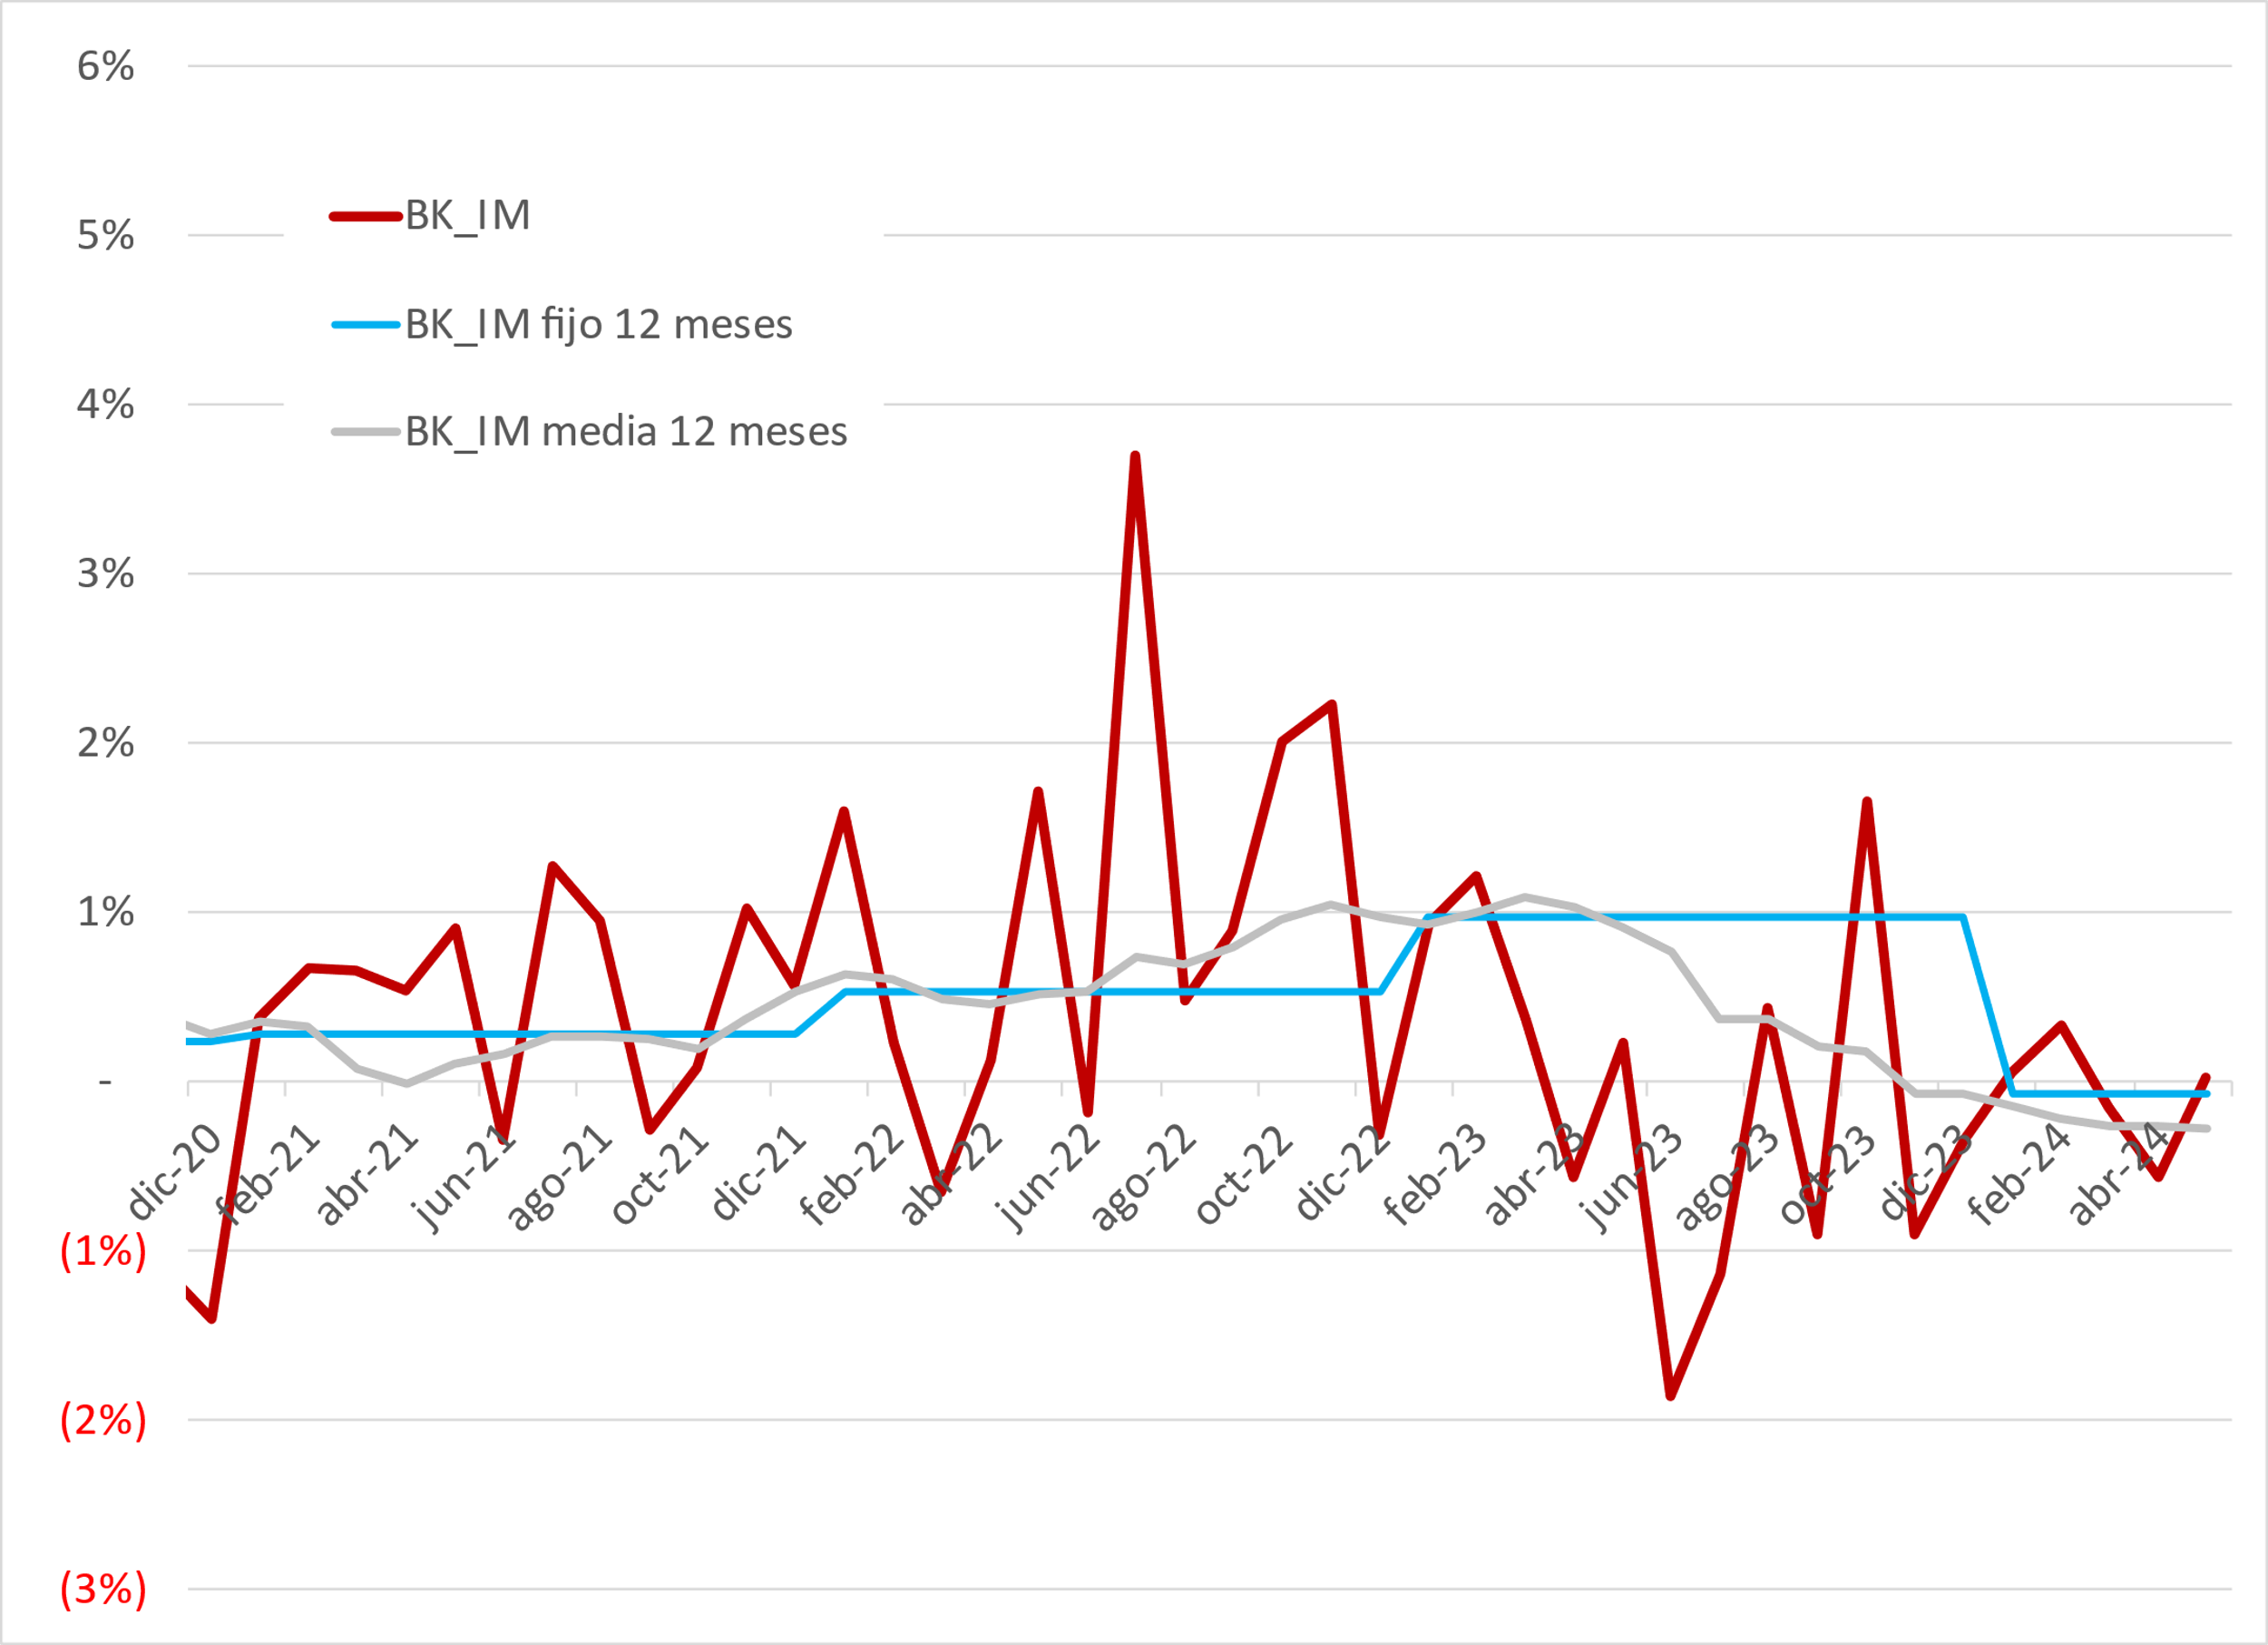 6%
5%
4%
3%
2%
1%
-
(1%)
(2%)
(3%)
BK_IM
BK_IM fijo 12 meses
BK_IM media 12 meses
dic-20
feb-21
abr-21
jun-21
ago-21
oct-21
dic-21
feb-22
abr-22
jun-22
ago-22
oct-22
dic-22
feb-23
abr-23
jun-23
ago-23
oct-23
dic-23
feb-24
abr-24